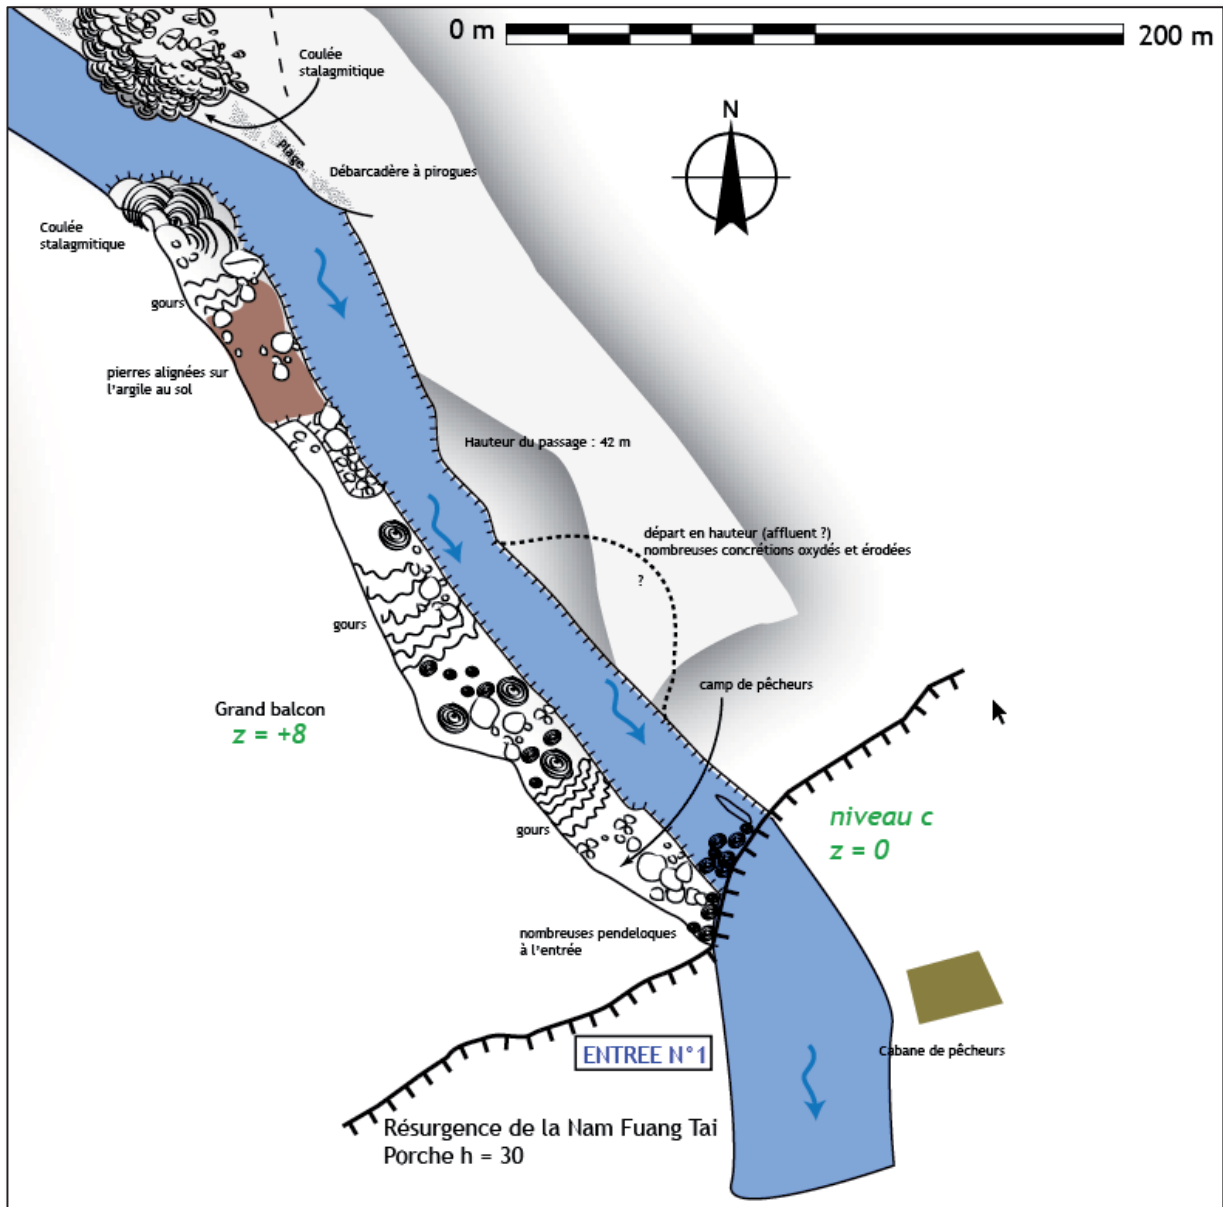 0 m
200 m
Coulée
stalagmitique
N
Plage
Débarcadère à pirogues
Coulée
stalagmitique
gours
pierres alignées sur
l'argile au sol
Hauteur du passage : 42 m
départ en hauteur (affluent ?)
nombreuses concrétions oxydés et érodées
?
gours
camp de pêcheurs
Grand balcon
z = +8
niveau c
z = 0
gours
nombreuses pendeloques
à l'entrée
ENTREE N°1
Cabane de pêcheurs
Résurgence de la Nam Fuang Tai
Porche h = 30